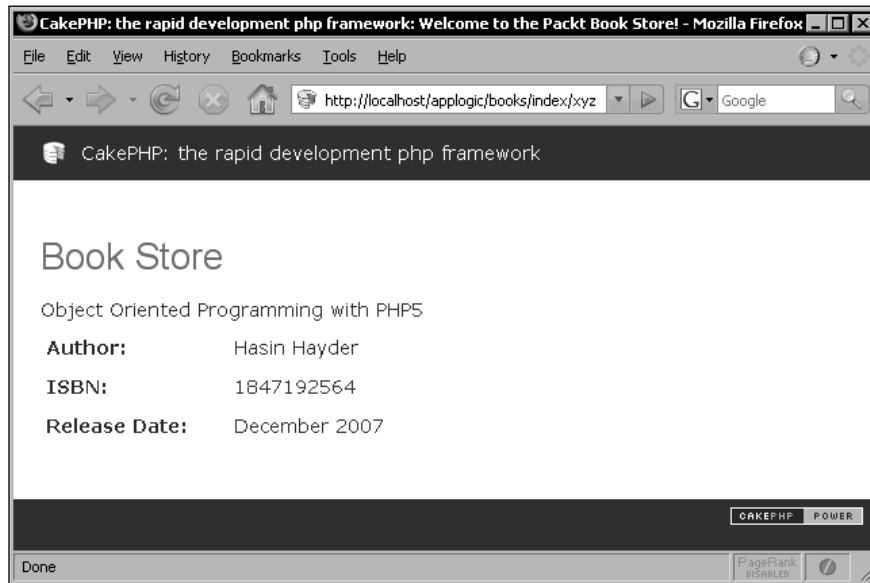 CakePHP: the rapid development php framework: Welcome to the Packt Book Store! - Mozilla Firefox
File Edit View History Bookmarks Tools Help
http://localhost/applogic/books/index/xyz G Google
CakePHP: the rapid development php framework
Book Store
Object Oriented Programming with PHP5
Author: Hasin Hayder
ISBN: 1847192564
Release Date: December 2007
CAKEPHP POWER
Done PageRank
DISABLED